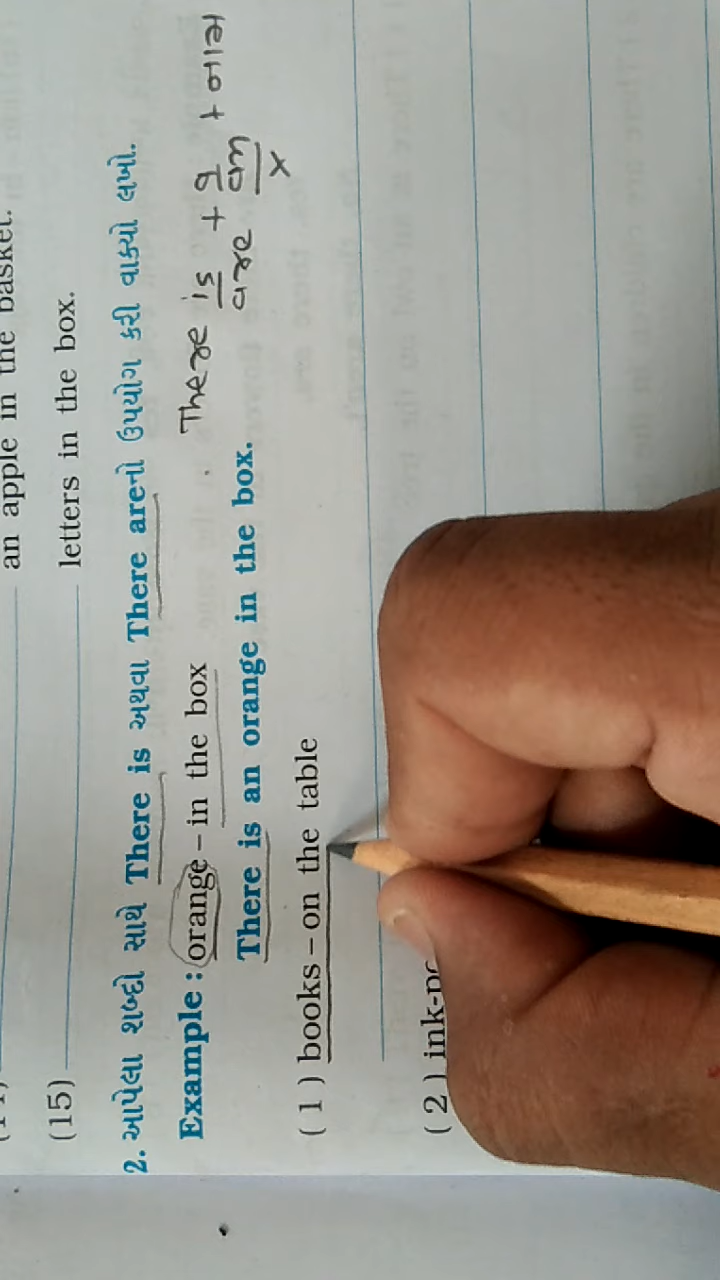 an apple in the basket.
(15) letters in the box.
2. આપેલા શબ્દો સાથે There is અથવા There areનો ઉપયોગ કરી વાક્યો લખો.
Example : orange – in the box
There is + a + નામ
are an
x
There is an orange in the box.
( 1 ) books – on the table
( 2 )